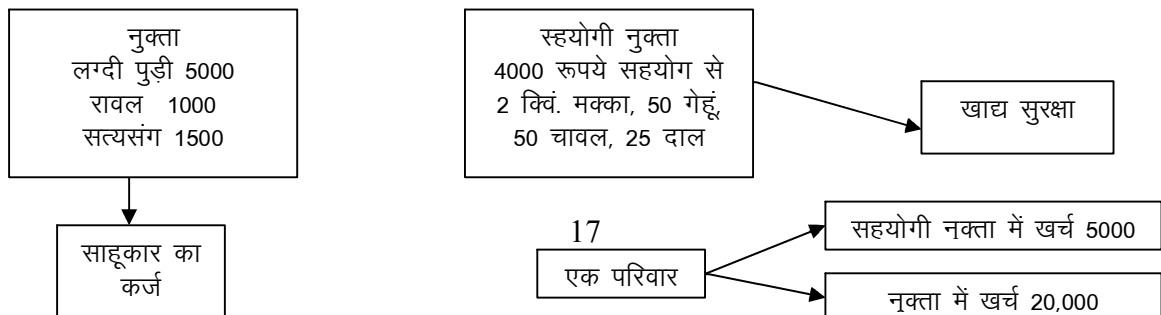 नुक्ता
लग्दी पुड़ी 5000
रावल 1000
सत्यसंग 1500
साहूकार का
कर्ज
स्हयोगी नुक्ता
4000 रूपये सहयोग से
2 क्विं. मक्का, 50 गेहूं,
50 चावल, 25 दाल
खाद्य सुरक्षा
17
एक परिवार
सहयोगी नुक्ता में खर्च 5000
नुक्ता में खर्च 20,000